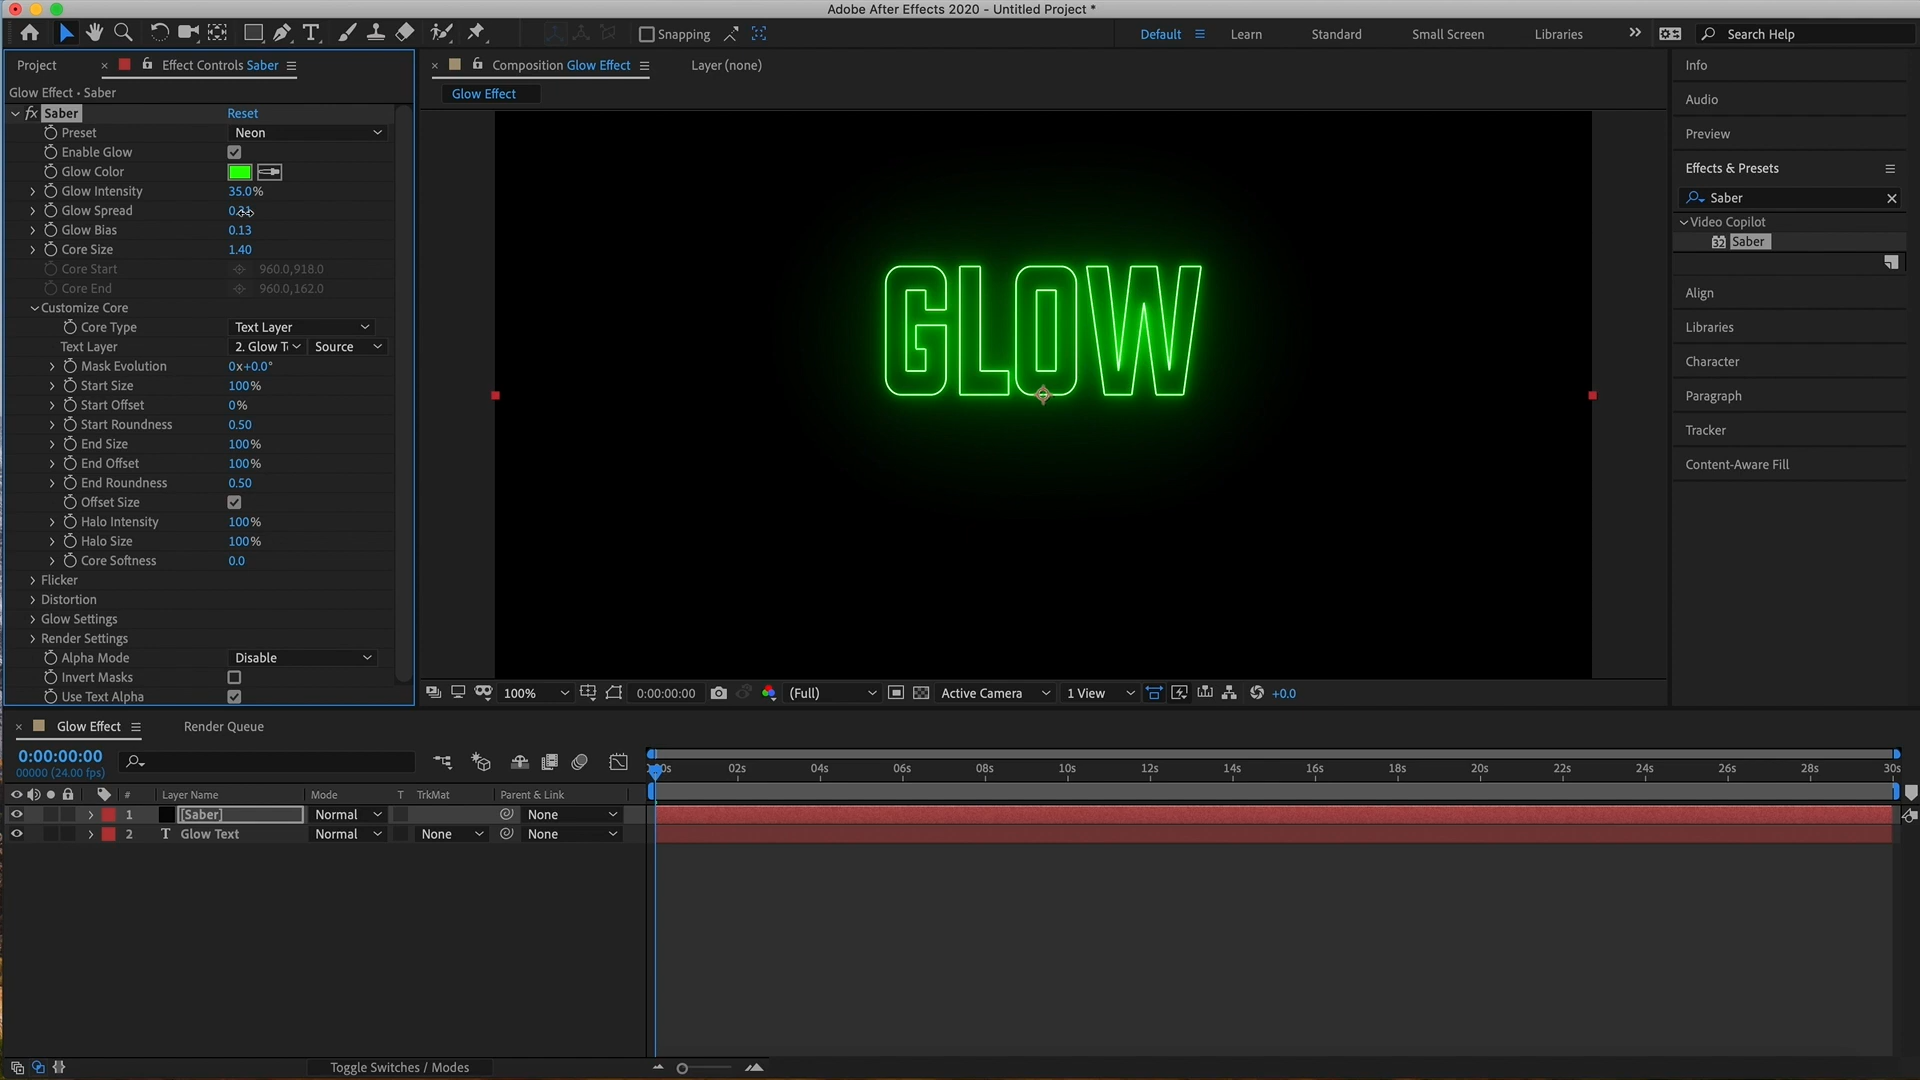 Adobe After Effects 2020 - Untitled Project *
Snapping
Default
Learn
Standard
Small Screen
Libraries
Search Help
Project
Effect Controls Saber
Glow Effect • Saber
fx Saber Reset
Preset Neon
Enable Glow
Glow Color
Glow Intensity 35.0%
Glow Spread
Glow Bias 0.13
Core Size 1.40
Core Start 960.0,918.0
Core End 960.0,162.0
Customize Core
Core Type Text Layer
Text Layer 2. Glow T Source
Mask Evolution 0x+0.0°
Start Size 100%
Start Offset 0%
Start Roundness 0.50
End Size 100%
End Offset 100%
End Roundness 0.50
Offset Size
Halo Intensity 100%
Halo Size 100%
Core Softness 0.0
Flicker
Distortion
Glow Settings
Render Settings
Alpha Mode Disable
Invert Masks
Use Text Alpha
Composition Glow Effect
Layer (none)
Glow Effect
GLOW
100% 0:00:00:00 (Full) Active Camera 1 View +0.0
Info
Audio
Preview
Effects & Presets
Saber
Video Copilot
32 Saber
Align
Libraries
Character
Paragraph
Tracker
Content-Aware Fill
Glow Effect
Render Queue
0:00:00:00
00000 (24.00 fps)
02s 04s 06s 08s 10s 12s 14s 16s 18s 20s 22s 24s 26s 28s 30s
# Layer Name Mode T TrkMat Parent & Link
1 [Saber] Normal None
2 T Glow Text Normal None None
Toggle Switches / Modes